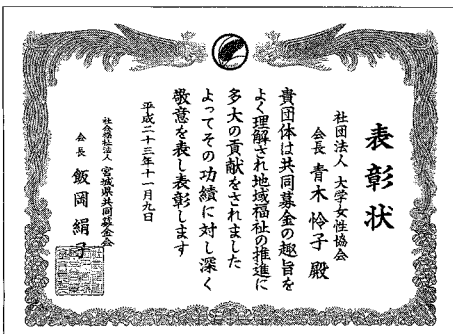 表彰状
社団法人 大学女性協会
会長 青木怜子 殿
貴団体は共同募金の趣旨を
よく理解され地域福祉の推進に
多大の貢献をされました
よってその功績に対し深く
敬意を表し表彰します
平成二十三年十一月九日
社会福祉法人 宮城県共同募金会
会長 飯岡絹子